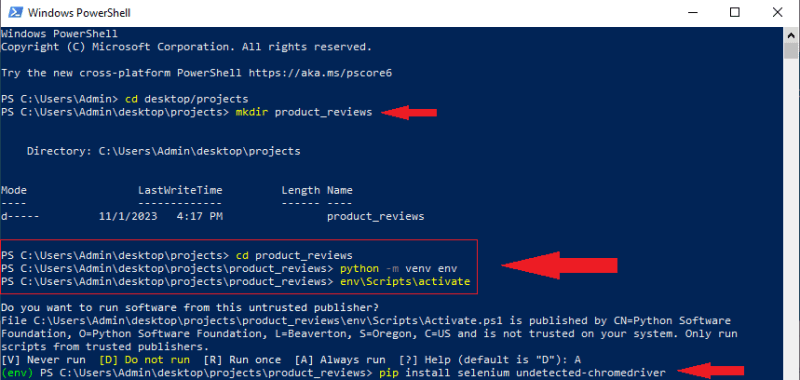 Windows PowerShell
Windows PowerShell
Copyright (C) Microsoft Corporation. All rights reserved.
Try the new cross-platform PowerShell https://aka.ms/pscore6
PS C:\Users\Admin> cd desktop/projects
PS C:\Users\Admin\desktop\projects> mkdir product_reviews
Directory: C:\Users\Admin\desktop\projects
Mode                LastWriteTime         Length Name
----                -------------         ------ ----
d-----        11/1/2023   4:17 PM                product_reviews
PS C:\Users\Admin\desktop\projects> cd product_reviews
PS C:\Users\Admin\desktop\projects\product_reviews> python -m venv env
PS C:\Users\Admin\desktop\projects\product_reviews> env\Scripts\activate
Do you want to run software from this untrusted publisher?
File C:\Users\Admin\desktop\projects\product_reviews\env\Scripts\Activate.ps1 is published by CN=Python Software
Foundation, O=Python Software Foundation, L=Beaverton, S=Oregon, C=US and is not trusted on your system. Only run
scripts from trusted publishers.
[V] Never run  [D] Do not run  [R] Run once  [A] Always run  [?] Help (default is "D"): A
(env) PS C:\Users\Admin\desktop\projects\product_reviews> pip install selenium undetected-chromedriver